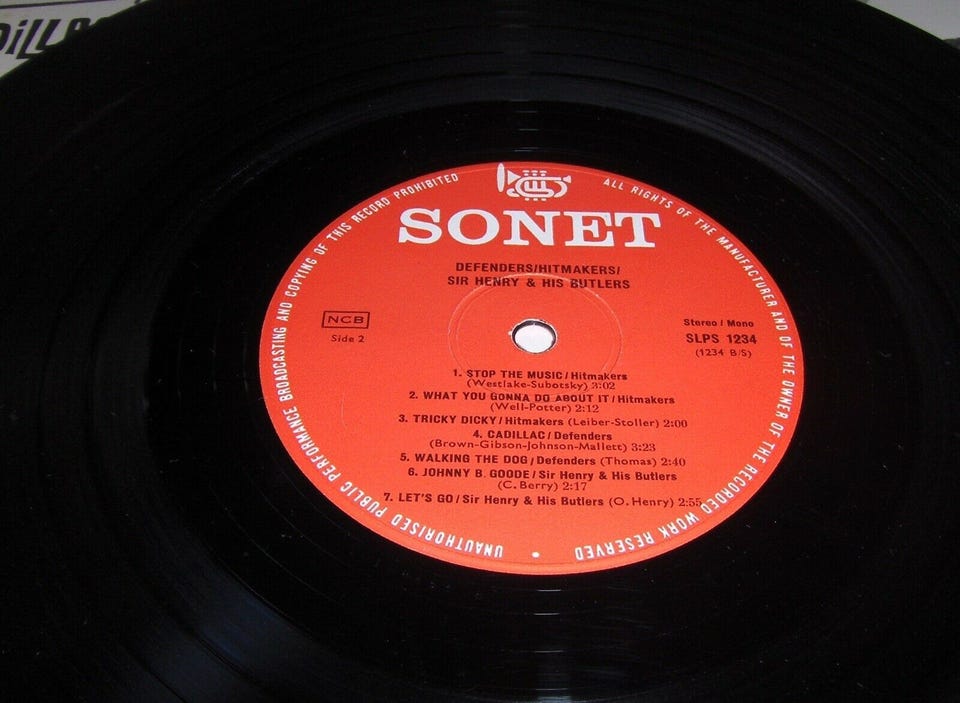 SONET
DEFENDERS/HITMAKERS/
SIR HENRY & HIS BUTLERS
NCB
Side 2
Stereo / Mono
SLPS 1234
(1234 B/S)
1. STOP THE MUSIC/Hitmakers
(Westlake-Subotsky) 3:02
2. WHAT YOU GONNA DO ABOUT IT/Hitmakers
(Well-Potter) 2:12
3. TRICKY DICKY/Hitmakers (Leiber-Stoller) 2:00
4. CADILLAC/Defenders
(Brown-Gibson-Johnson-Mallett) 3:23
5. WALKING THE DOG/Defenders (Thomas) 2:40
6. JOHNNY B. GOODE/Sir Henry & His Butlers
(C. Berry) 2:17
7. LET'S GO/Sir Henry & His Butlers (O. Henry) 2:55
ALL RIGHTS OF THE MANUFACTURER AND OF THE OWNER OF THE RECORDED WORK RESERVED
UNAUTHORISED PUBLIC PERFORMANCE BROADCASTING AND COPYING OF THIS RECORD PROHIBITED